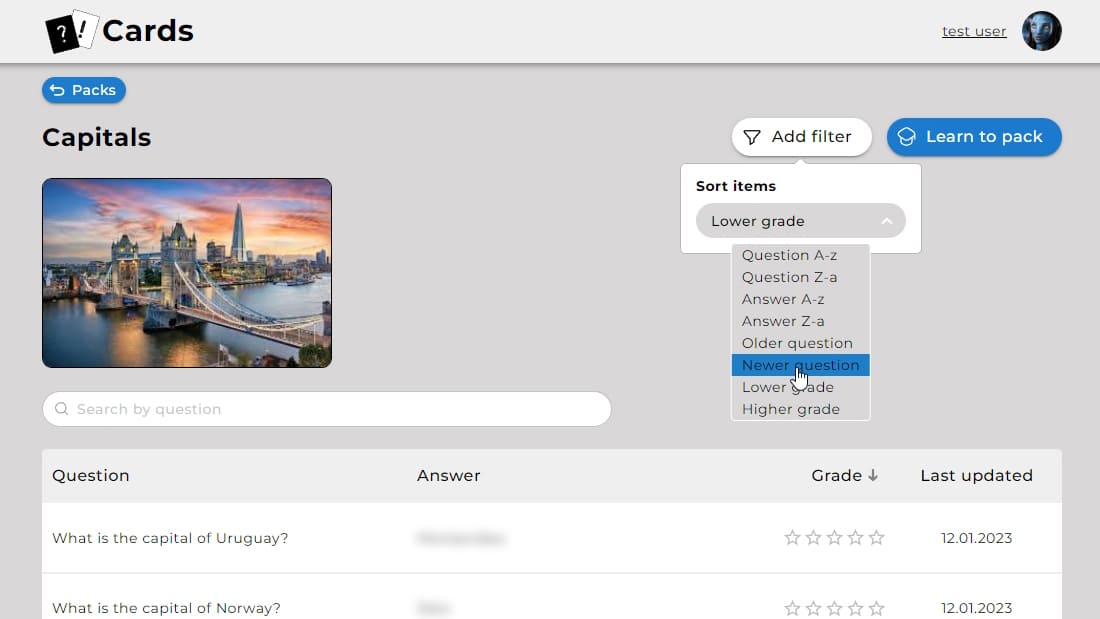 ? ! Cards
test user
Packs
Capitals
Add filter
Learn to pack
Sort items
Lower grade
Question A-z
Question Z-a
Answer A-z
Answer Z-a
Older question
Newer question
Lower grade
Higher grade
Search by question
Question Answer Grade Last updated
What is the capital of Uruguay? 12.01.2023
What is the capital of Norway? 12.01.2023